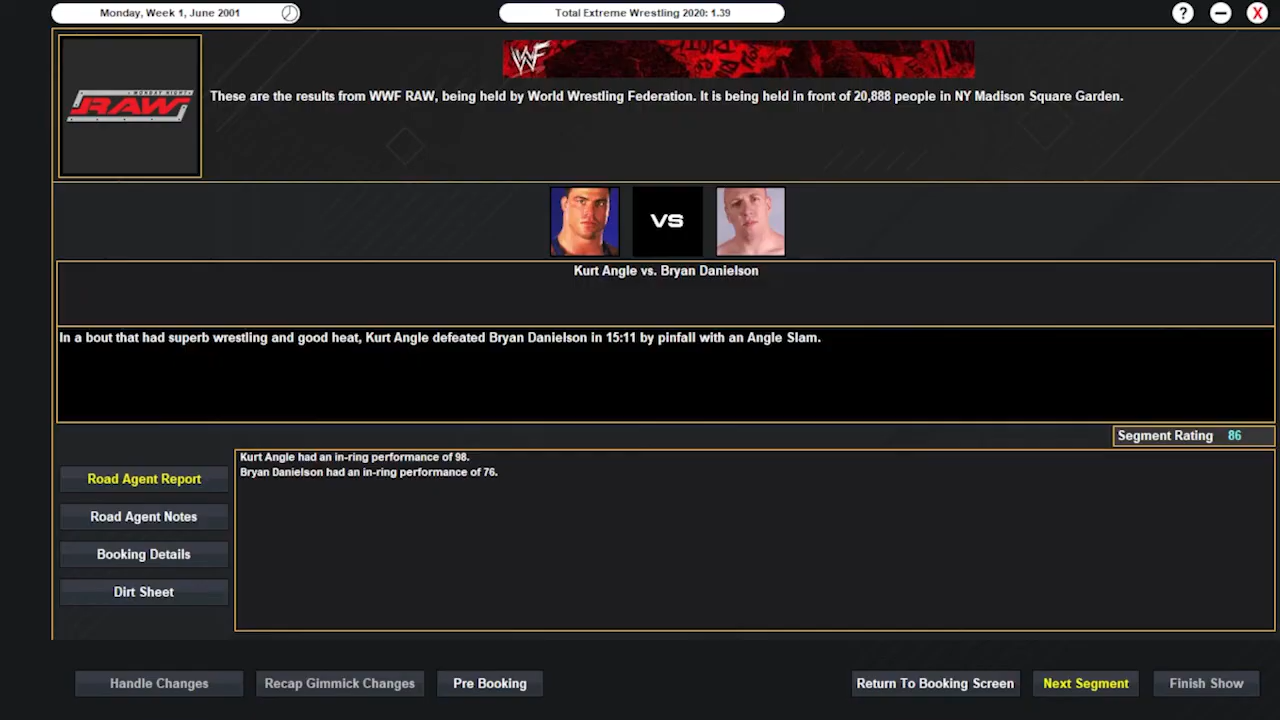 Monday, Week 1, June 2001
Total Extreme Wrestling 2020: 1.39
?
X
WF
MONDAY NIGHT
RAW
These are the results from WWF RAW, being held by World Wrestling Federation. It is being held in front of 20,888 people in NY Madison Square Garden.
VS
Kurt Angle vs. Bryan Danielson
In a bout that had superb wrestling and good heat, Kurt Angle defeated Bryan Danielson in 15:11 by pinfall with an Angle Slam.
Segment Rating 86
Kurt Angle had an in-ring performance of 98.
Bryan Danielson had an in-ring performance of 76.
Road Agent Report
Road Agent Notes
Booking Details
Dirt Sheet
Handle Changes
Recap Gimmick Changes
Pre Booking
Return To Booking Screen
Next Segment
Finish Show